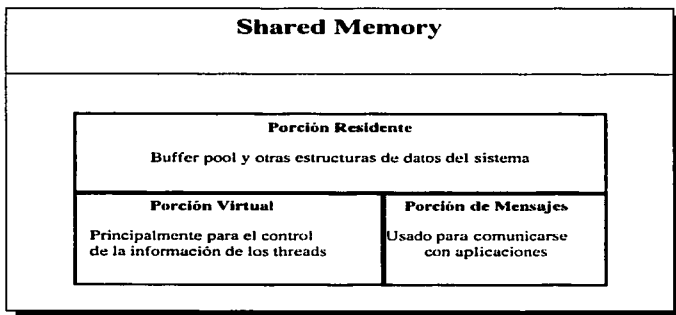 Shared Memory
Porción Residente
Buffer pool y otras estructuras de datos del sistema
Porción Virtual
Principalmente para el control
de la información de los threads
Porción de Mensajes
Usado para comunicarse
con aplicaciones